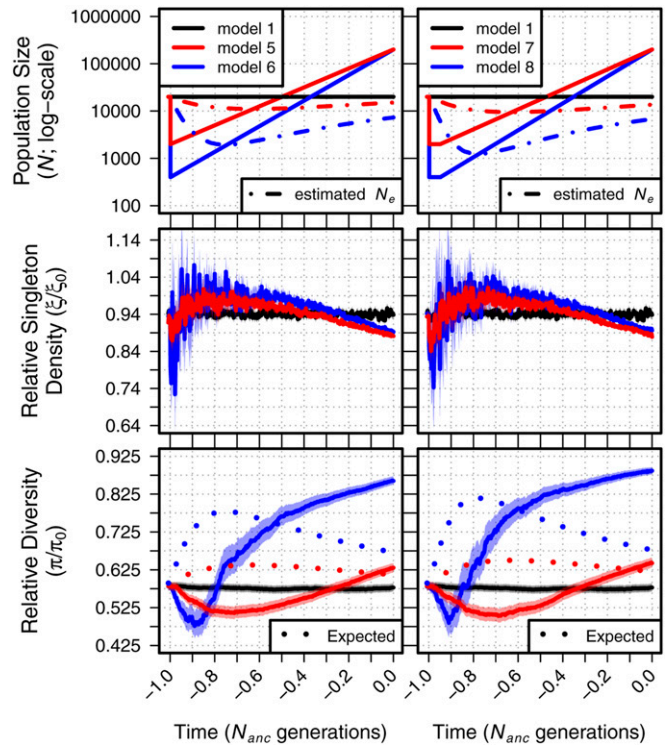 Population Size
(N; log−scale)
1000000
100000
10000
1000
100
model 1
model 5
model 6
estimated Ne
model 1
model 7
model 8
estimated Ne
Relative Singleton
Density (ξ/ξ0)
1.14
1.04
0.94
0.84
0.74
0.64
Relative Diversity
(π/π0)
0.925
0.825
0.725
0.625
0.525
0.425
Expected
Expected
−1.0 −0.8 −0.6 −0.4 −0.2 0.0
−1.0 −0.8 −0.6 −0.4 −0.2 0.0
Time (Nanc generations)
Time (Nanc generations)